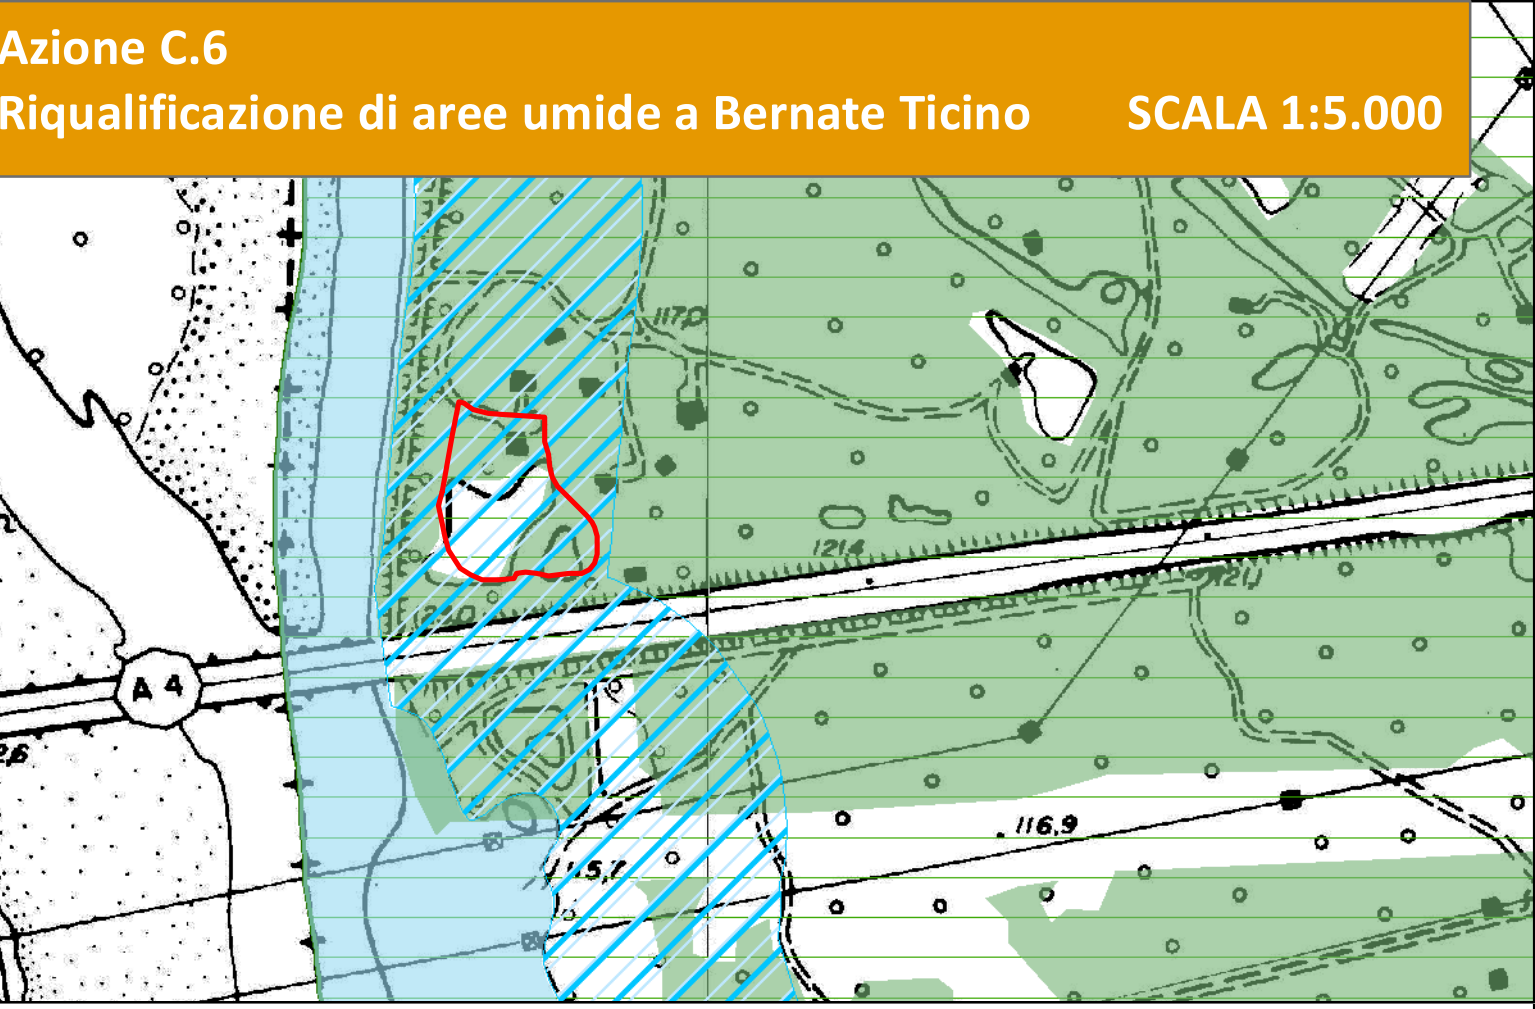 Azione C.6
Riqualificazione di aree umide a Bernate Ticino SCALA 1:5.000
117,0
121,4
121,1
A 4
116,9
115,7